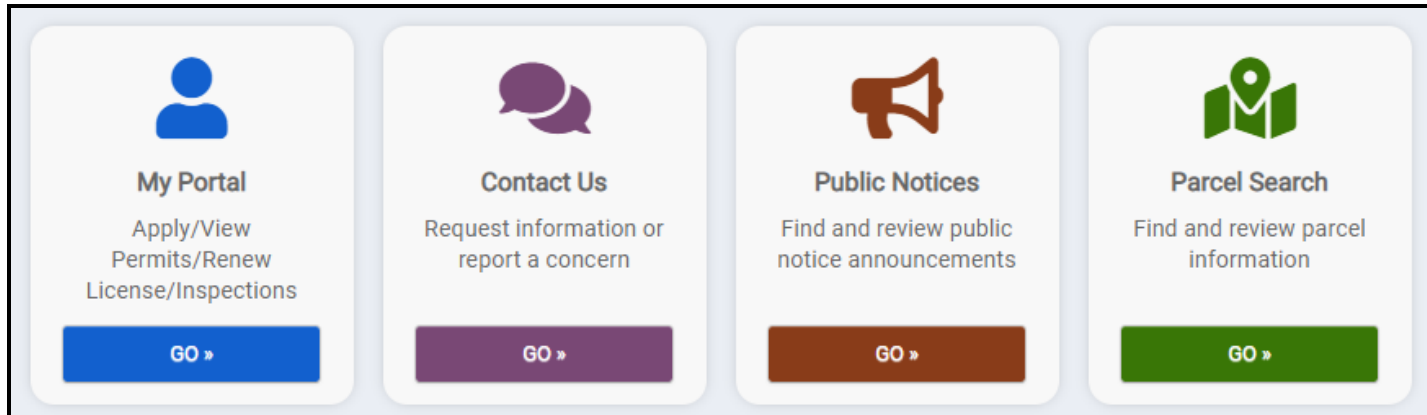 My Portal
Apply/View
Permits/Renew
License/Inspections
GO »
Contact Us
Request information or
report a concern
GO »
Public Notices
Find and review public
notice announcements
GO »
Parcel Search
Find and review parcel
information
GO »